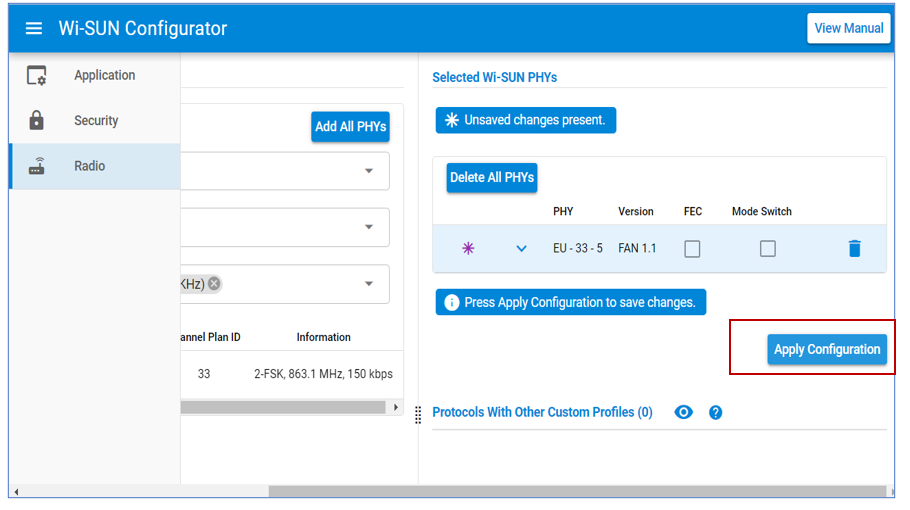 Wi-SUN Configurator
View Manual
Application
Security
Radio
Add All PHYs
KHz)
annel Plan ID Information
33 2-FSK, 863.1 MHz, 150 kbps
Selected Wi-SUN PHYs
Unsaved changes present.
Delete All PHYs
PHY Version FEC Mode Switch
EU - 33 - 5 FAN 1.1
Press Apply Configuration to save changes.
Apply Configuration
Protocols With Other Custom Profiles (0)